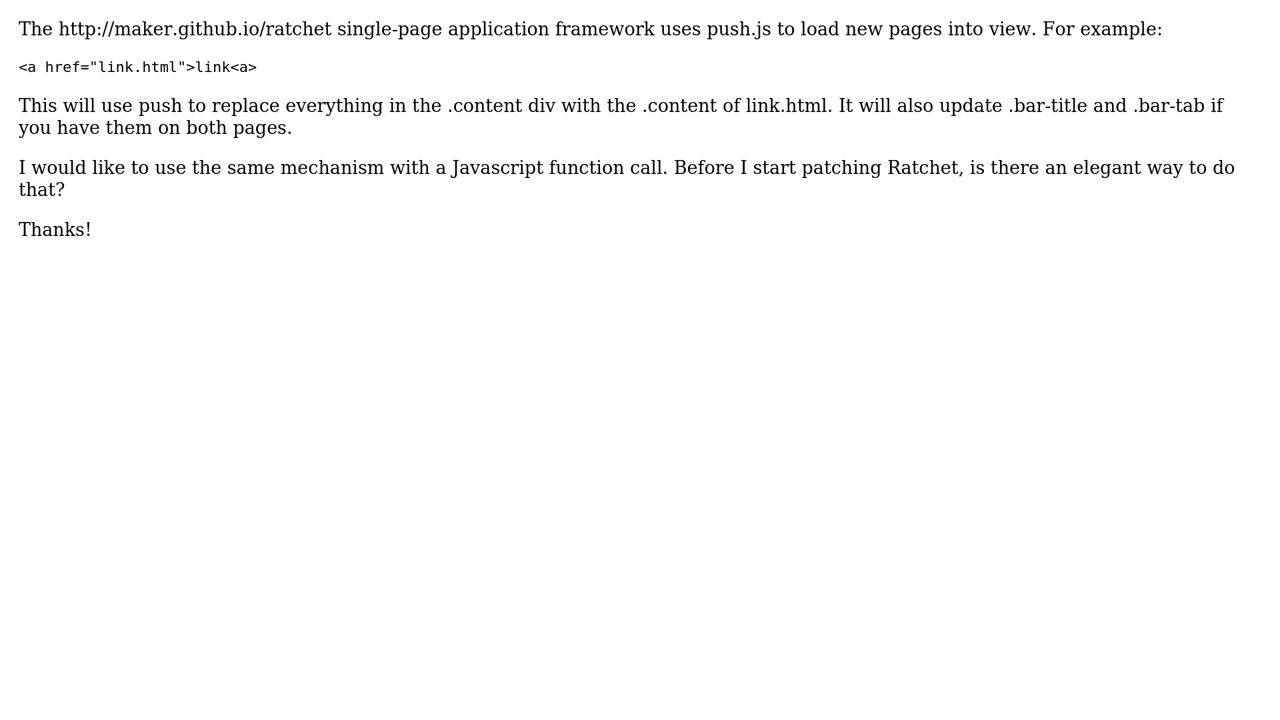 The http://maker.github.io/ratchet single-page application framework uses push.js to load new pages into view. For example:
<a href="link.html">link<a>
This will use push to replace everything in the .content div with the .content of link.html. It will also update .bar-title and .bar-tab if
you have them on both pages.
I would like to use the same mechanism with a Javascript function call. Before I start patching Ratchet, is there an elegant way to do
that?
Thanks!